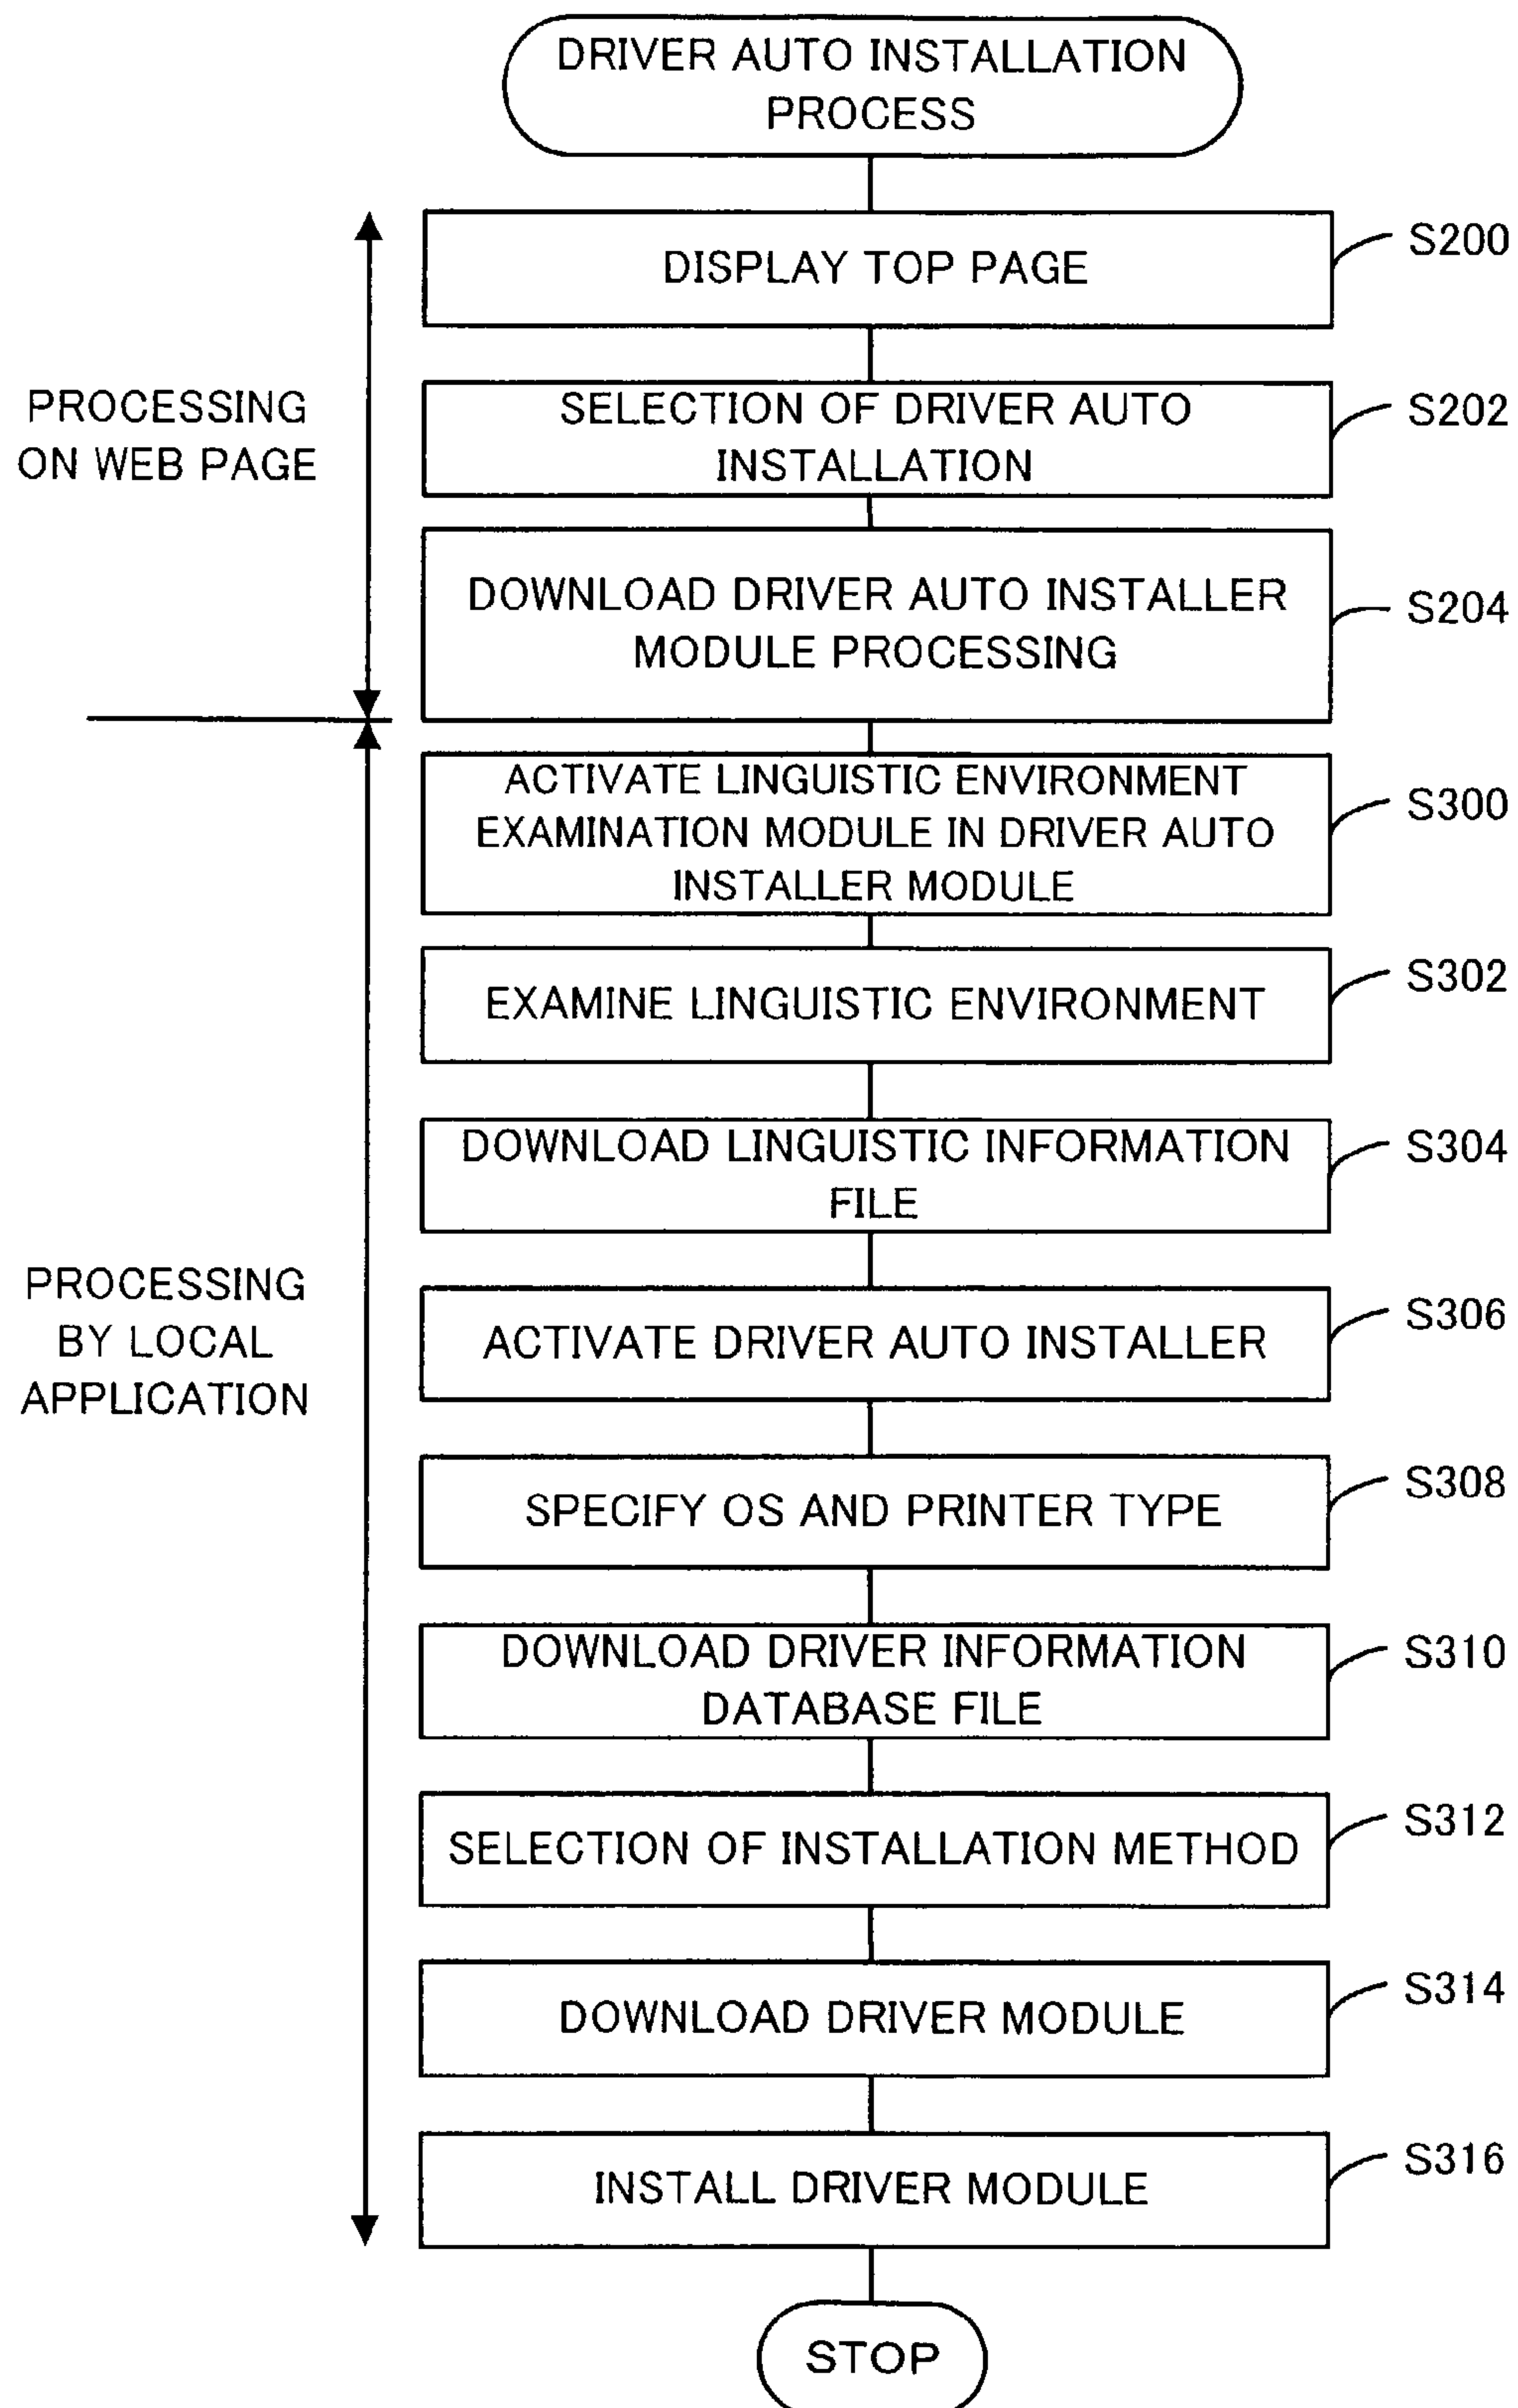 DRIVER AUTO INSTALLATION
PROCESS
DISPLAY TOP PAGE
S200
PROCESSING
ON WEB PAGE
SELECTION OF DRIVER AUTO
INSTALLATION
S202
DOWNLOAD DRIVER AUTO INSTALLER
MODULE PROCESSING
S204
ACTIVATE LINGUISTIC ENVIRONMENT
EXAMINATION MODULE IN DRIVER AUTO
INSTALLER MODULE
S300
EXAMINE LINGUISTIC ENVIRONMENT
S302
DOWNLOAD LINGUISTIC INFORMATION
FILE
S304
PROCESSING
BY LOCAL
APPLICATION
ACTIVATE DRIVER AUTO INSTALLER
S306
SPECIFY OS AND PRINTER TYPE
S308
DOWNLOAD DRIVER INFORMATION
DATABASE FILE
S310
SELECTION OF INSTALLATION METHOD
S312
DOWNLOAD DRIVER MODULE
S314
INSTALL DRIVER MODULE
S316
STOP